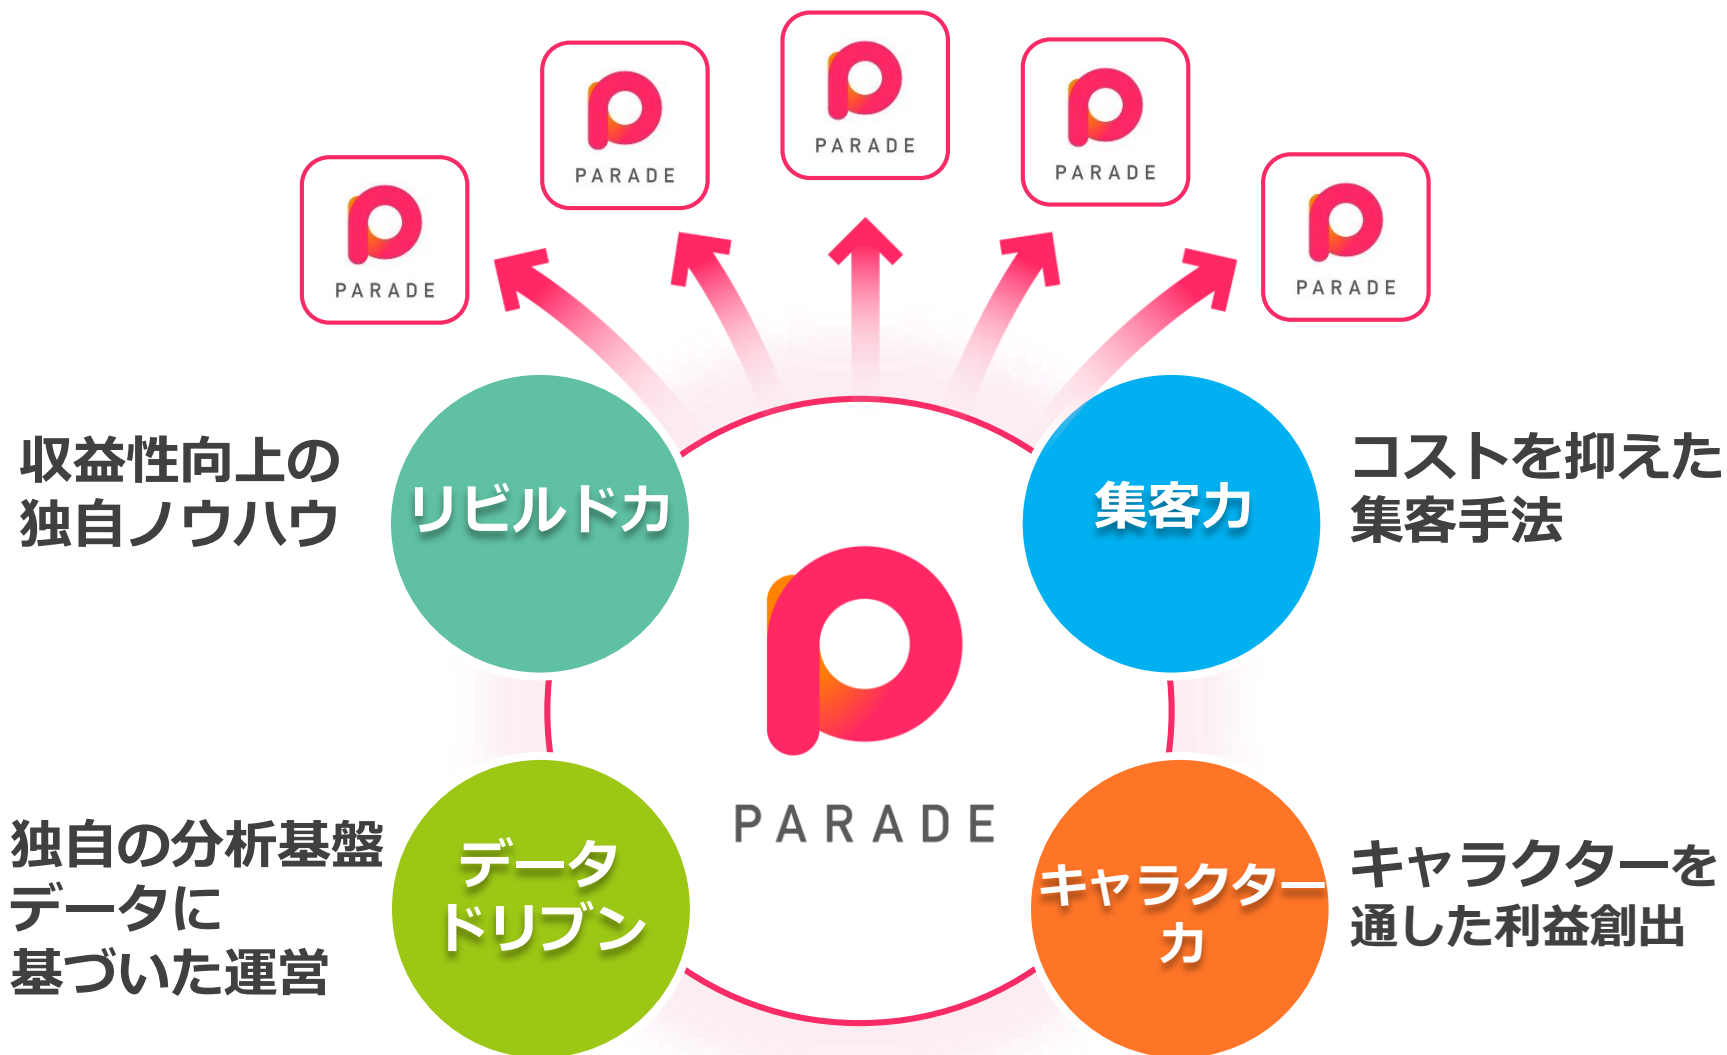 PARADE
PARADE
PARADE
PARADE
PARADE
収益性向上の
独自ノウハウ
リビルド力
集客力
コストを抑えた
集客手法
PARADE
独自の分析基盤
データに
基づいた運営
データ
ドリブン
キャラクター
力
キャラクターを
通した利益創出